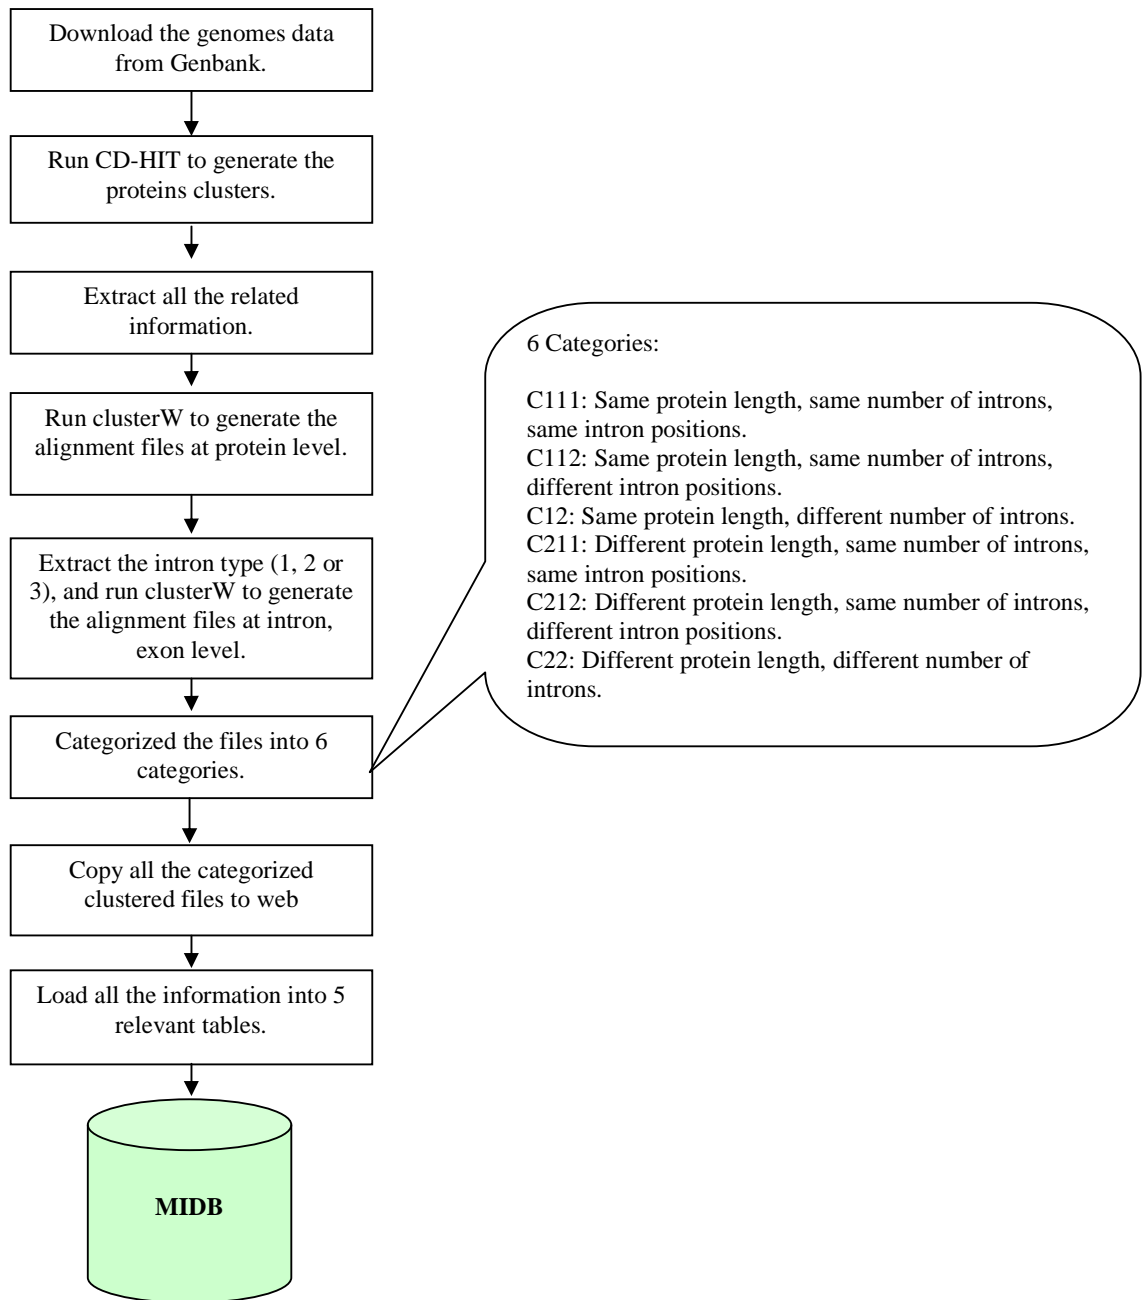 Download the genomes data
from Genbank.
Run CD-HIT to generate the
proteins clusters.
Extract all the related
information.
Run clusterW to generate the
alignment files at protein level.
Extract the intron type (1, 2 or
3), and run clusterW to generate
the alignment files at intron,
exon level.
Categorized the files into 6
categories.
6 Categories:
C111: Same protein length, same number of introns,
same intron positions.
C112: Same protein length, same number of introns,
different intron positions.
C12: Same protein length, different number of introns.
C211: Different protein length, same number of introns,
same intron positions.
C212: Different protein length, same number of introns,
different intron positions.
C22: Different protein length, different number of
introns.
Copy all the categorized
clustered files to web
Load all the information into 5
relevant tables.
MIDB